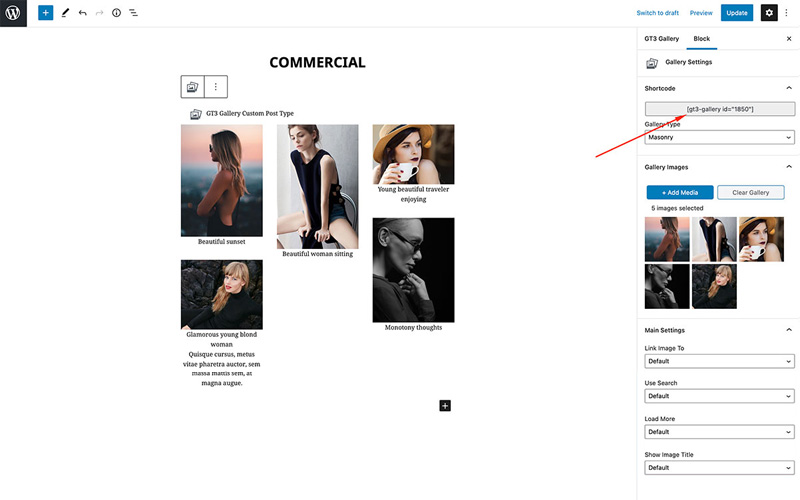 Switch to draft
Preview
Update
COMMERCIAL
GT3 Gallery Custom Post Type
Beautiful sunset
Beautiful woman sitting
Young beautiful traveler
enjoying
Monotony thoughts
Glamorous young blond
woman
Quisque cursus, metus
vitae pharetra auctor, sem
massa mattis sem, at
magna augue.
GT3 Gallery
Block
Gallery Settings
Shortcode
[gt3-gallery id="1850"]
Gallery Type
Masonry
Gallery Images
+ Add Media
Clear Gallery
5 images selected
Main Settings
Link Image To
Default
Use Search
Default
Load More
Default
Show Image Title
Default